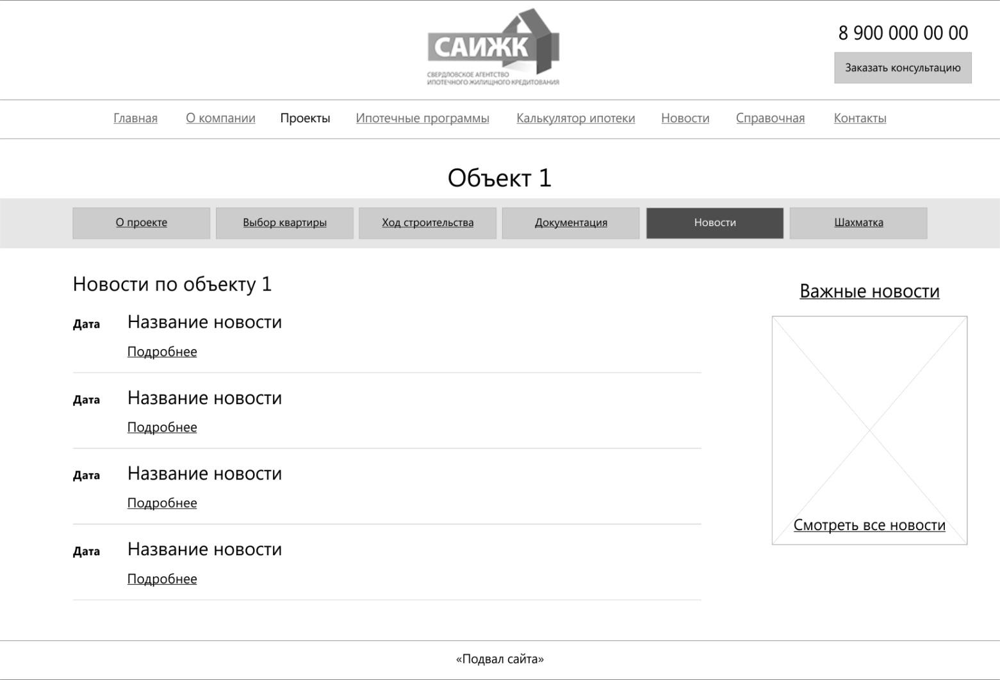 САИЖК
СВЕРДЛОВСКОЕ АГЕНТСТВО
ИПОТЕЧНОГО ЖИЛИЩНОГО КРЕДИТОВАНИЯ
8 900 000 00 00
Заказать консультацию
Главная О компании Проекты Ипотечные программы Калькулятор ипотеки Новости Справочная Контакты
Объект 1
О проекте Выбор квартиры Ход строительства Документация Новости Шахматка
Новости по объекту 1
Дата Название новости
Подробнее
Дата Название новости
Подробнее
Дата Название новости
Подробнее
Дата Название новости
Подробнее
Важные новости
Смотреть все новости
«Подвал сайта»